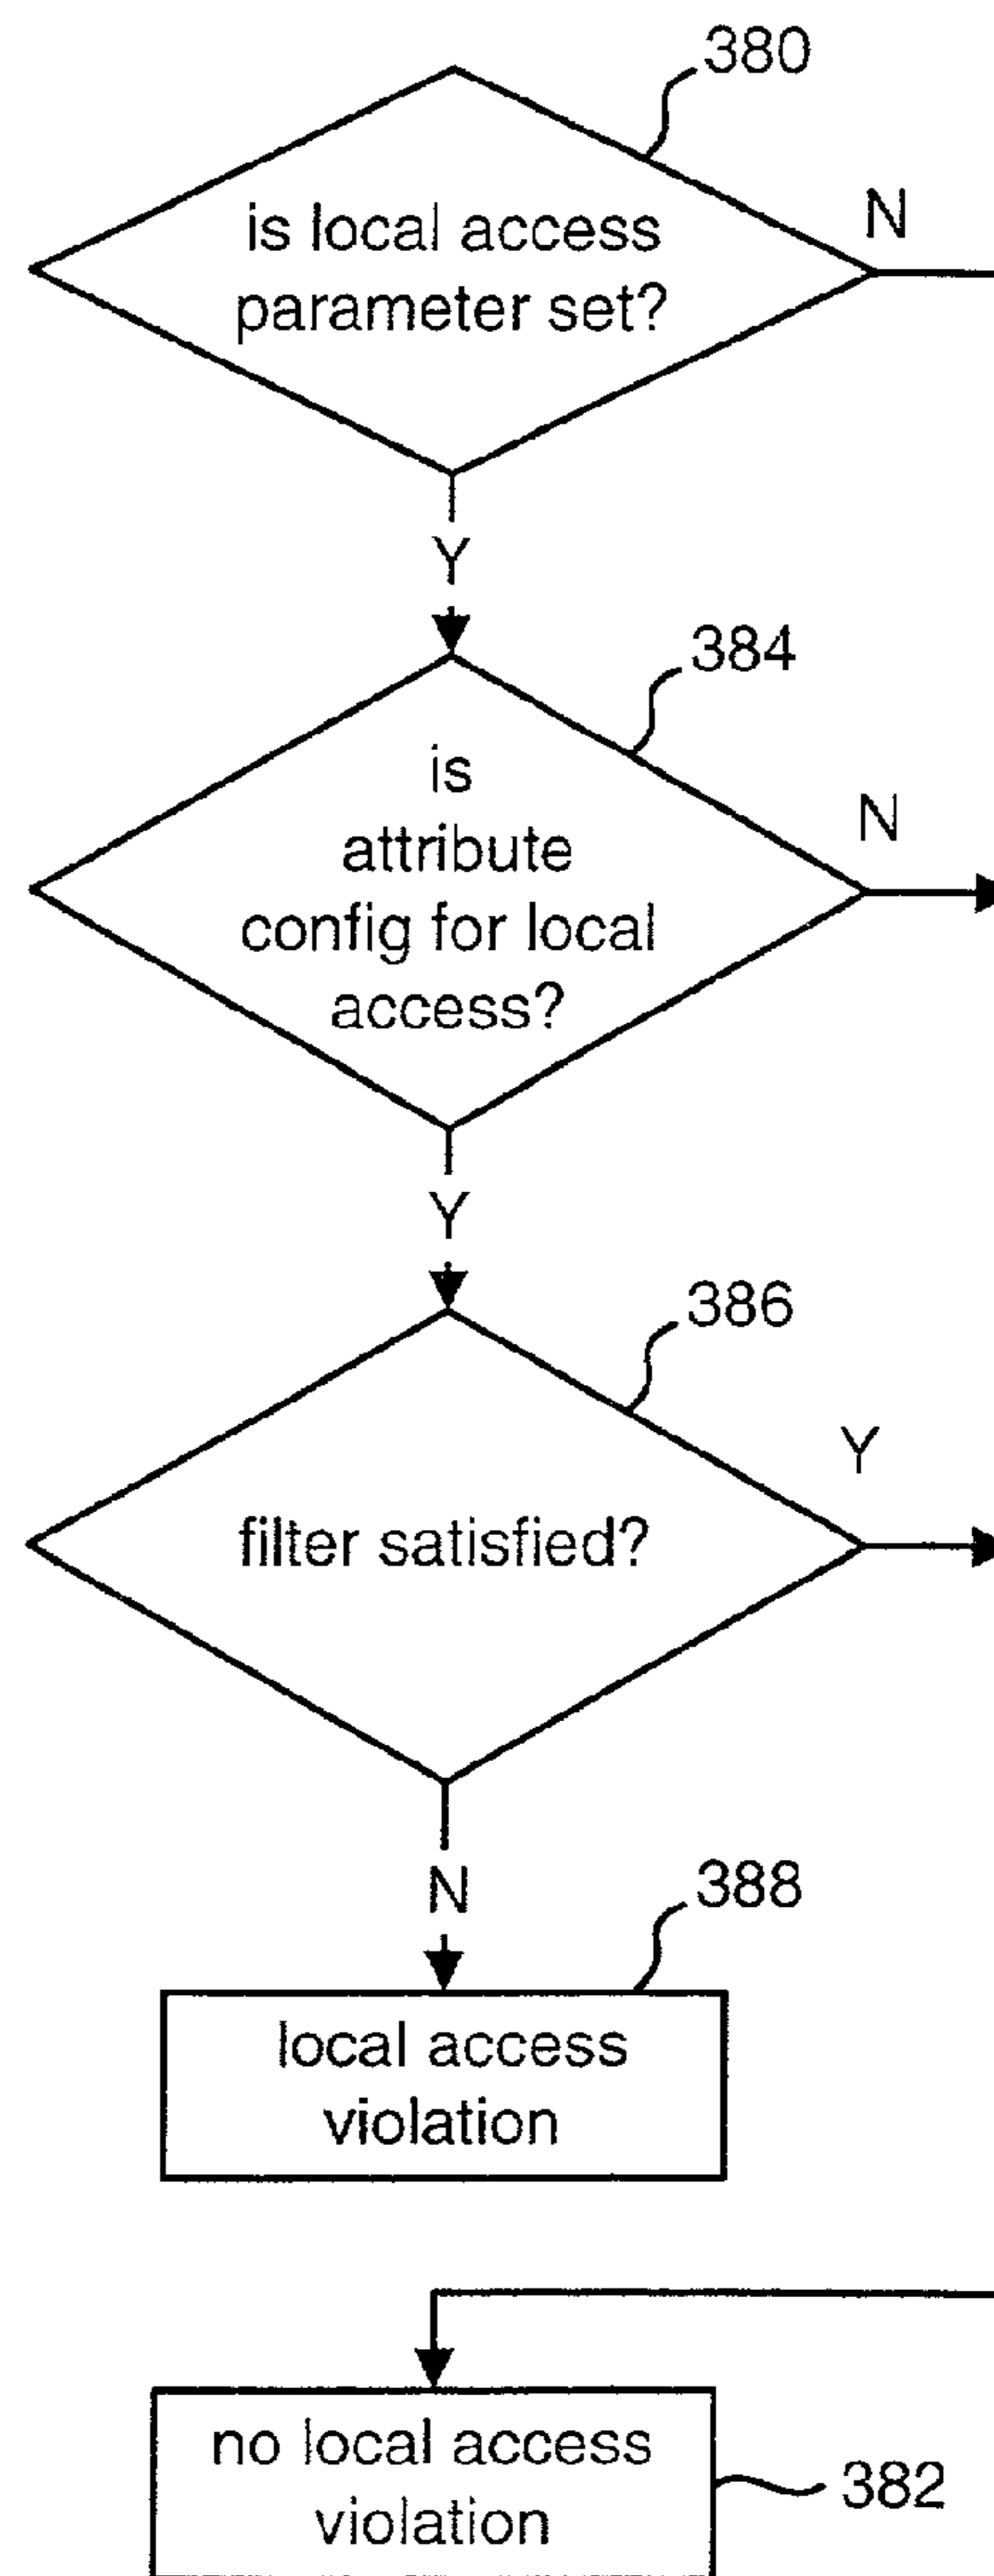 380
is local access
parameter set?
N
Y
384
is
attribute
config for local
access?
N
Y
386
filter satisfied?
Y
N
388
local access
violation
no local access
violation
382